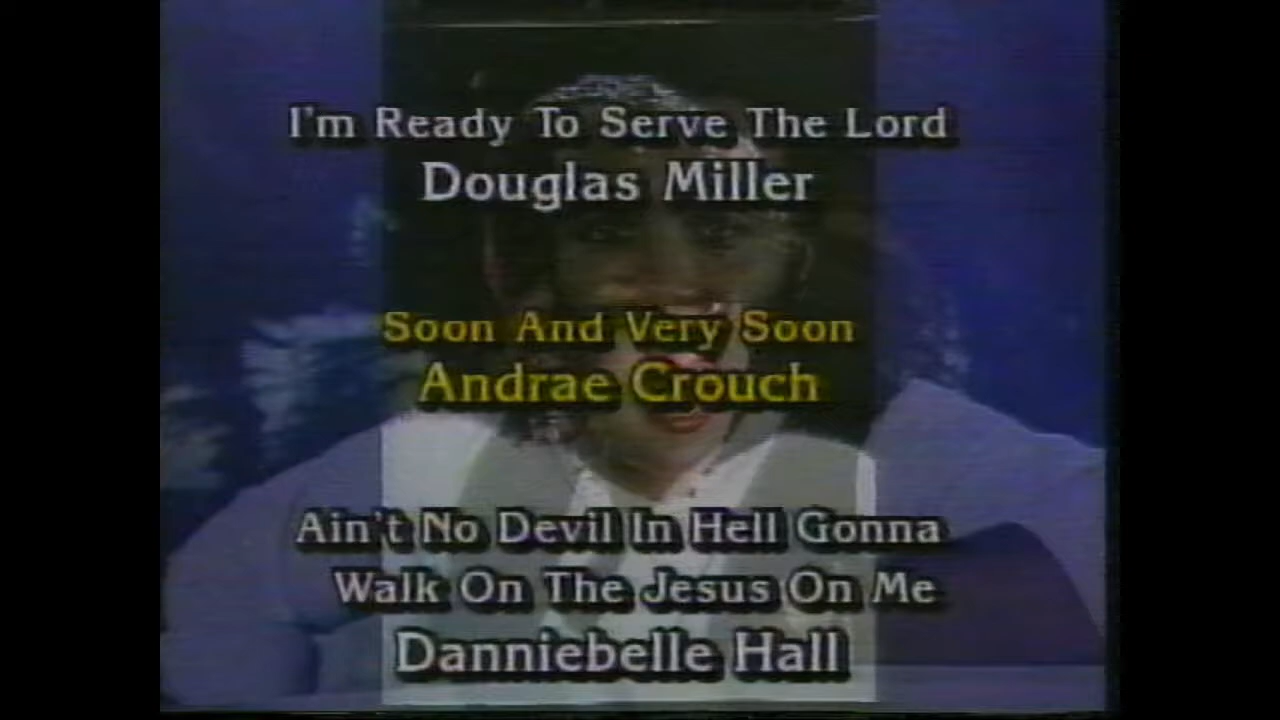 I'm Ready To Serve The Lord
Douglas Miller
Soon And Very Soon
Andrae Crouch
Ain't No Devil In Hell Gonna
Walk On The Jesus On Me
Danniebelle Hall